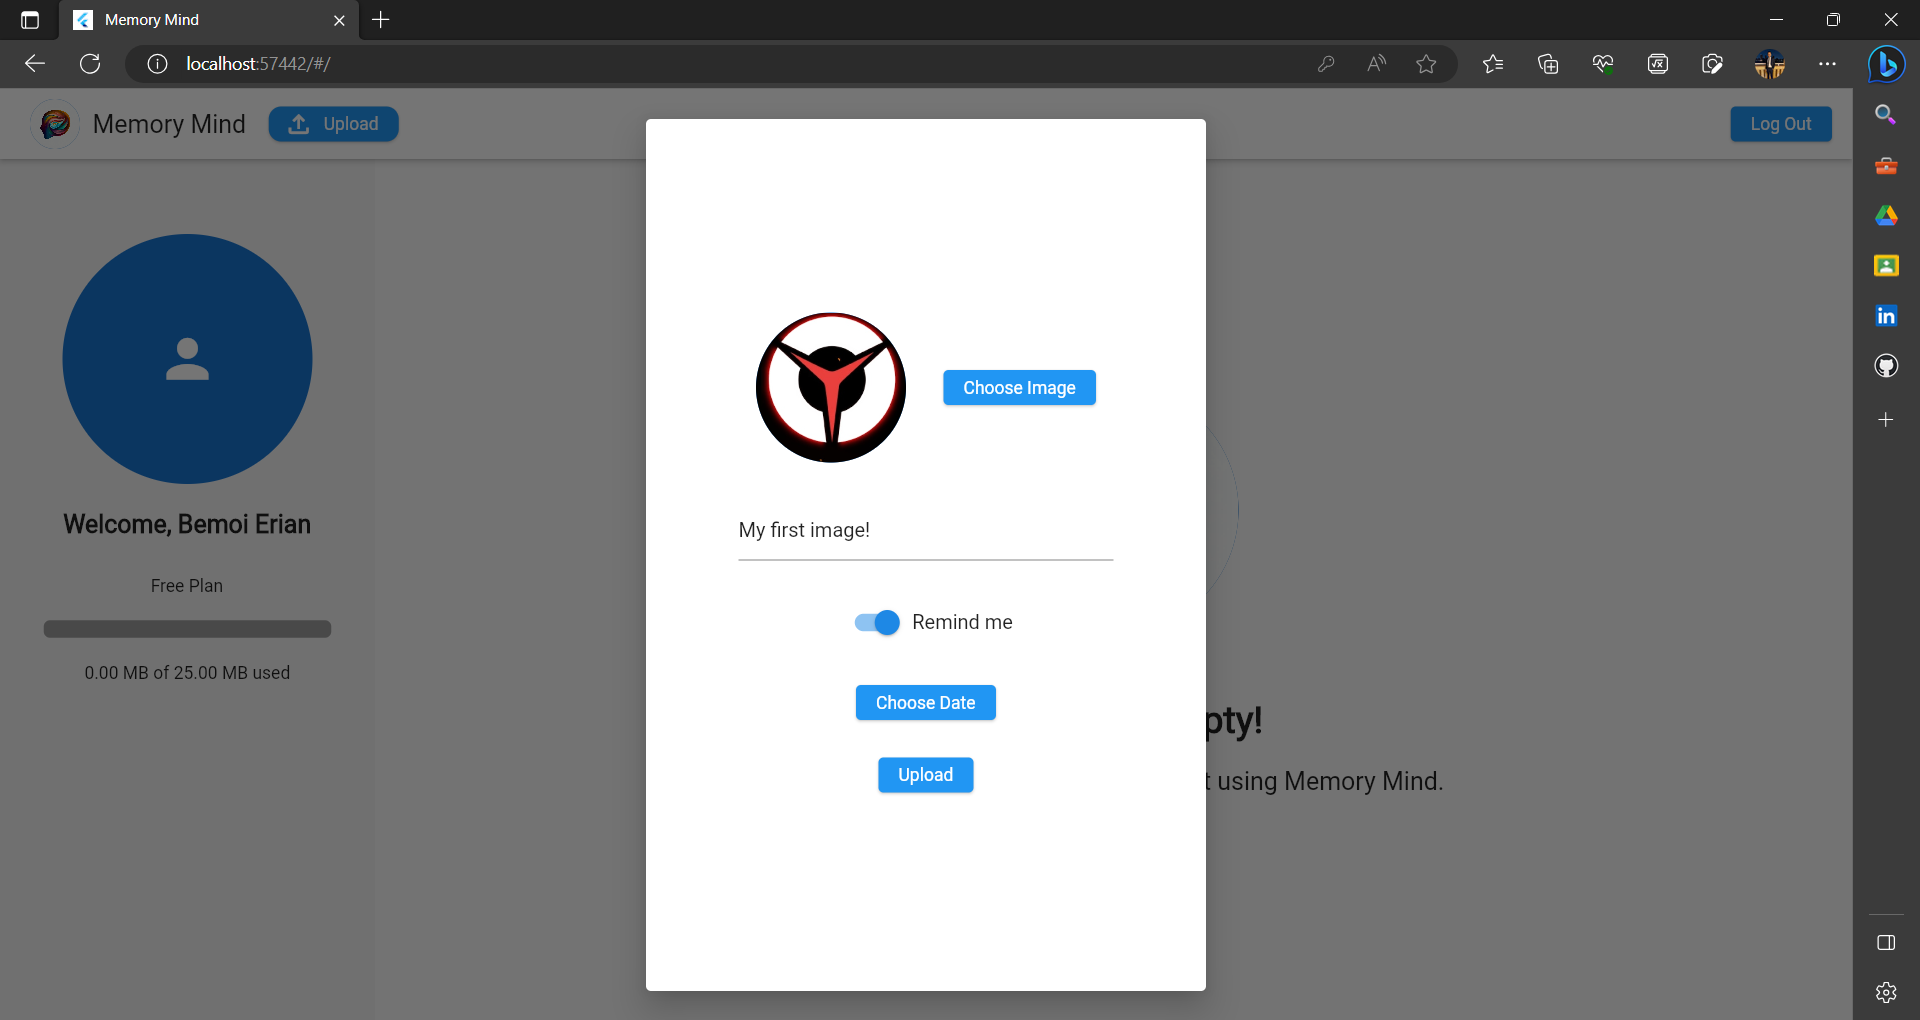 Memory Mind
localhost:57442/#/
Memory Mind
Upload
Log Out
Welcome, Bemoi Erian
Free Plan
0.00 MB of 25.00 MB used
Choose Image
My first image!
Remind me
Choose Date
Upload
pty!
t using Memory Mind.